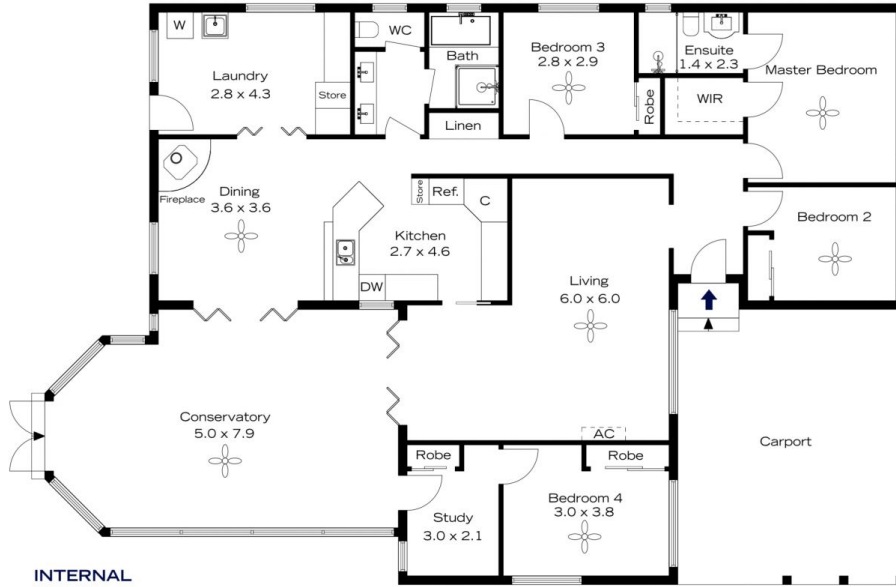 W
WC
Bath
Bedroom 3
2.8 x 2.9
Ensuite
1.4 x 2.3
Master Bedroom
Laundry
2.8 x 4.3
Store
Linen
Robe
WIR
Fireplace
Dining
3.6 x 3.6
Store
Ref.
C
Kitchen
2.7 x 4.6
DW
Living
6.0 x 6.0
Bedroom 2
Conservatory
5.0 x 7.9
AC
Carport
Robe
Robe
Study
3.0 x 2.1
Bedroom 4
3.0 x 3.8
INTERNAL